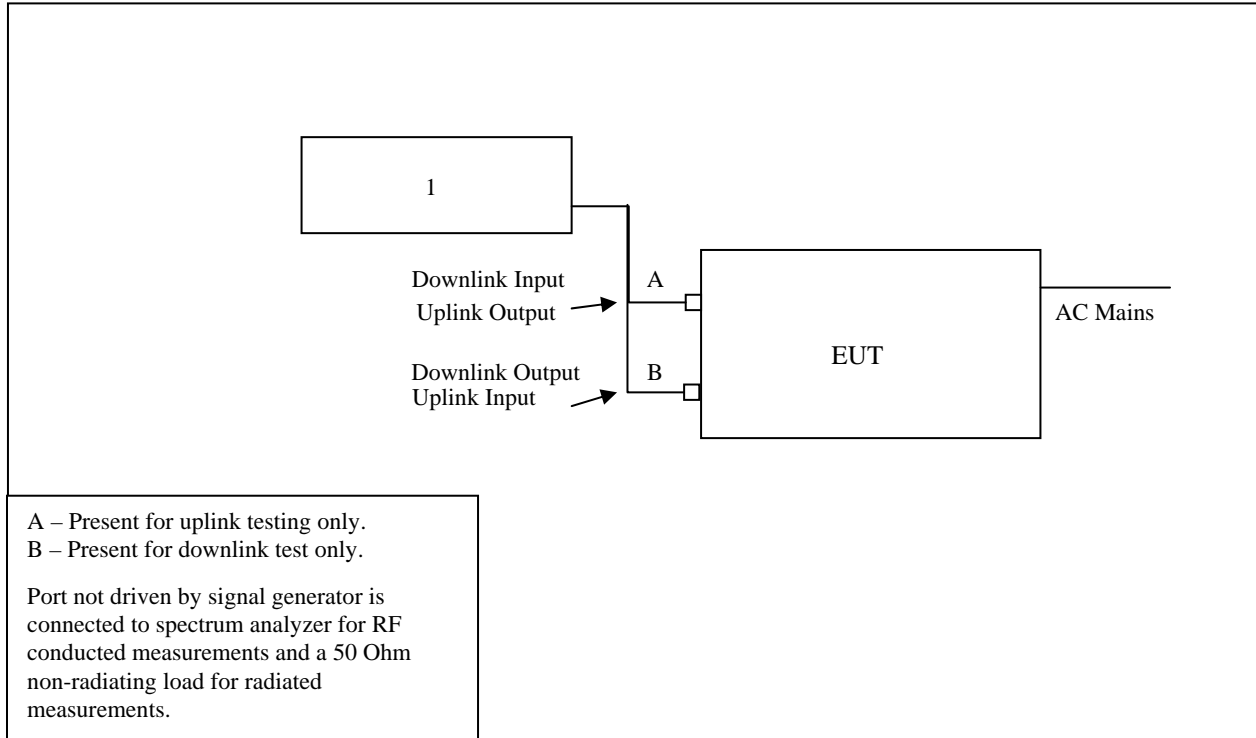 1
Downlink Input
Uplink Output
A
Downlink Output
Uplink Input
B
EUT
AC Mains
A – Present for uplink testing only.
B – Present for downlink test only.
Port not driven by signal generator is
connected to spectrum analyzer for RF
conducted measurements and a 50 Ohm
non-radiating load for radiated
measurements.